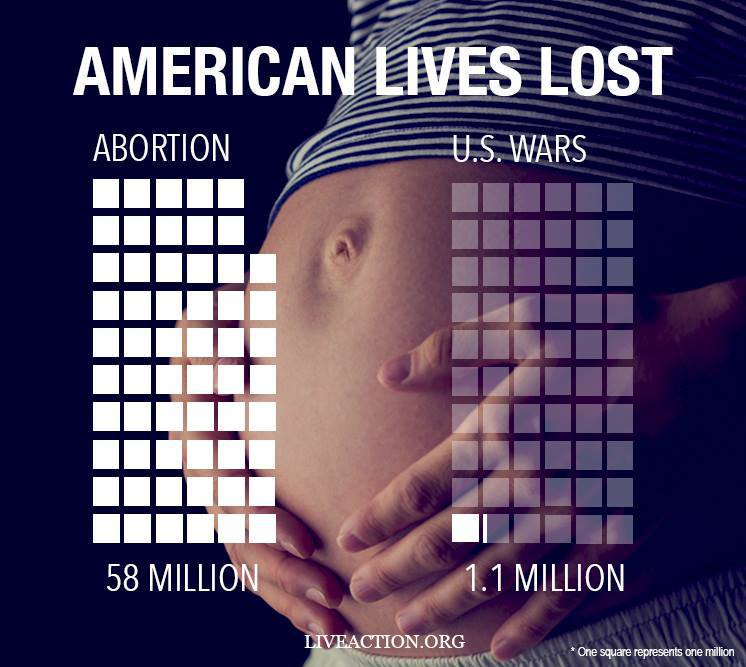 AMERICAN LIVES LOST
ABORTION
U.S. WARS
58 MILLION
1.1 MILLION
LIVEACTION.ORG
* One square represents one million